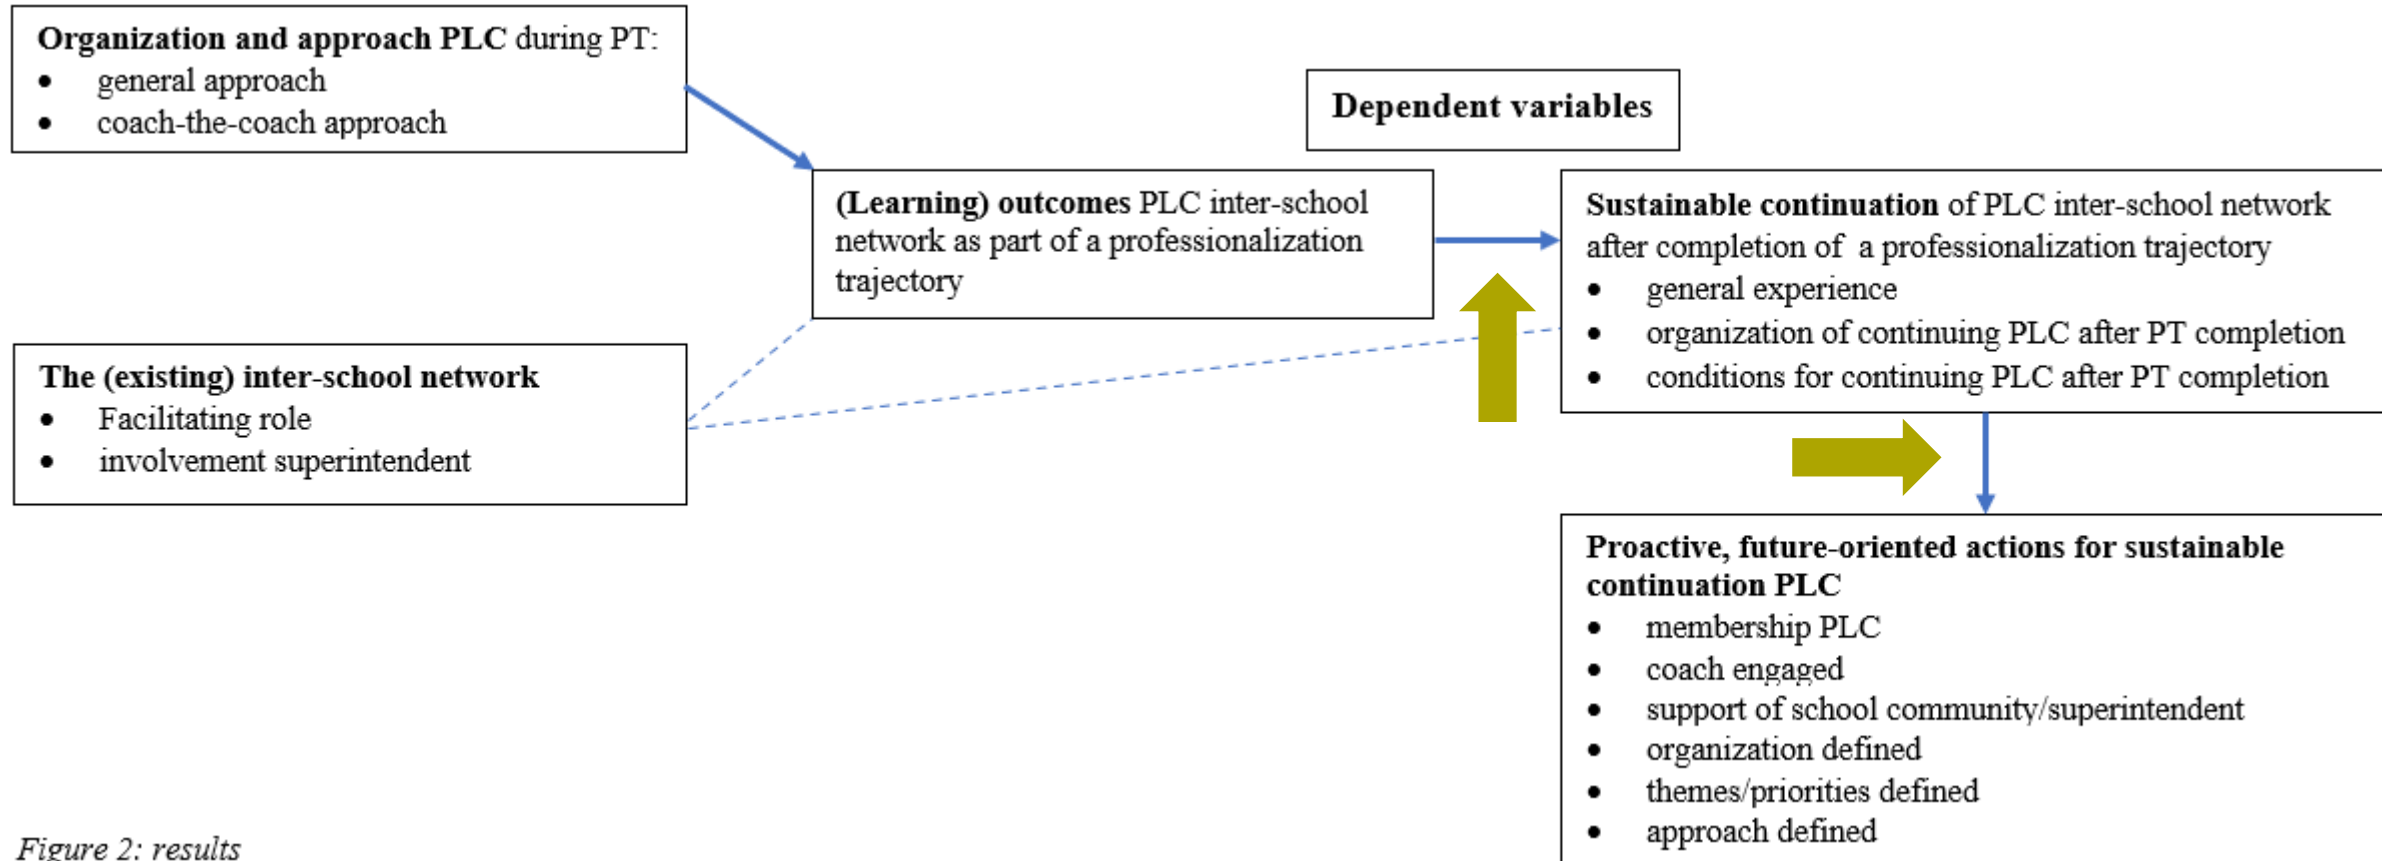 Organization and approach PLC during PT:
• general approach
• coach-the-coach approach
Dependent variables
(Learning) outcomes PLC inter-school
network as part of a professionalization
trajectory
Sustainable continuation of PLC inter-school network
after completion of a professionalization trajectory
• general experience
• organization of continuing PLC after PT completion
• conditions for continuing PLC after PT completion
The (existing) inter-school network
• Facilitating role
• involvement superintendent
Proactive, future-oriented actions for sustainable
continuation PLC
• membership PLC
• coach engaged
• support of school community/superintendent
• organization defined
• themes/priorities defined
• approach defined
Figure 2: results